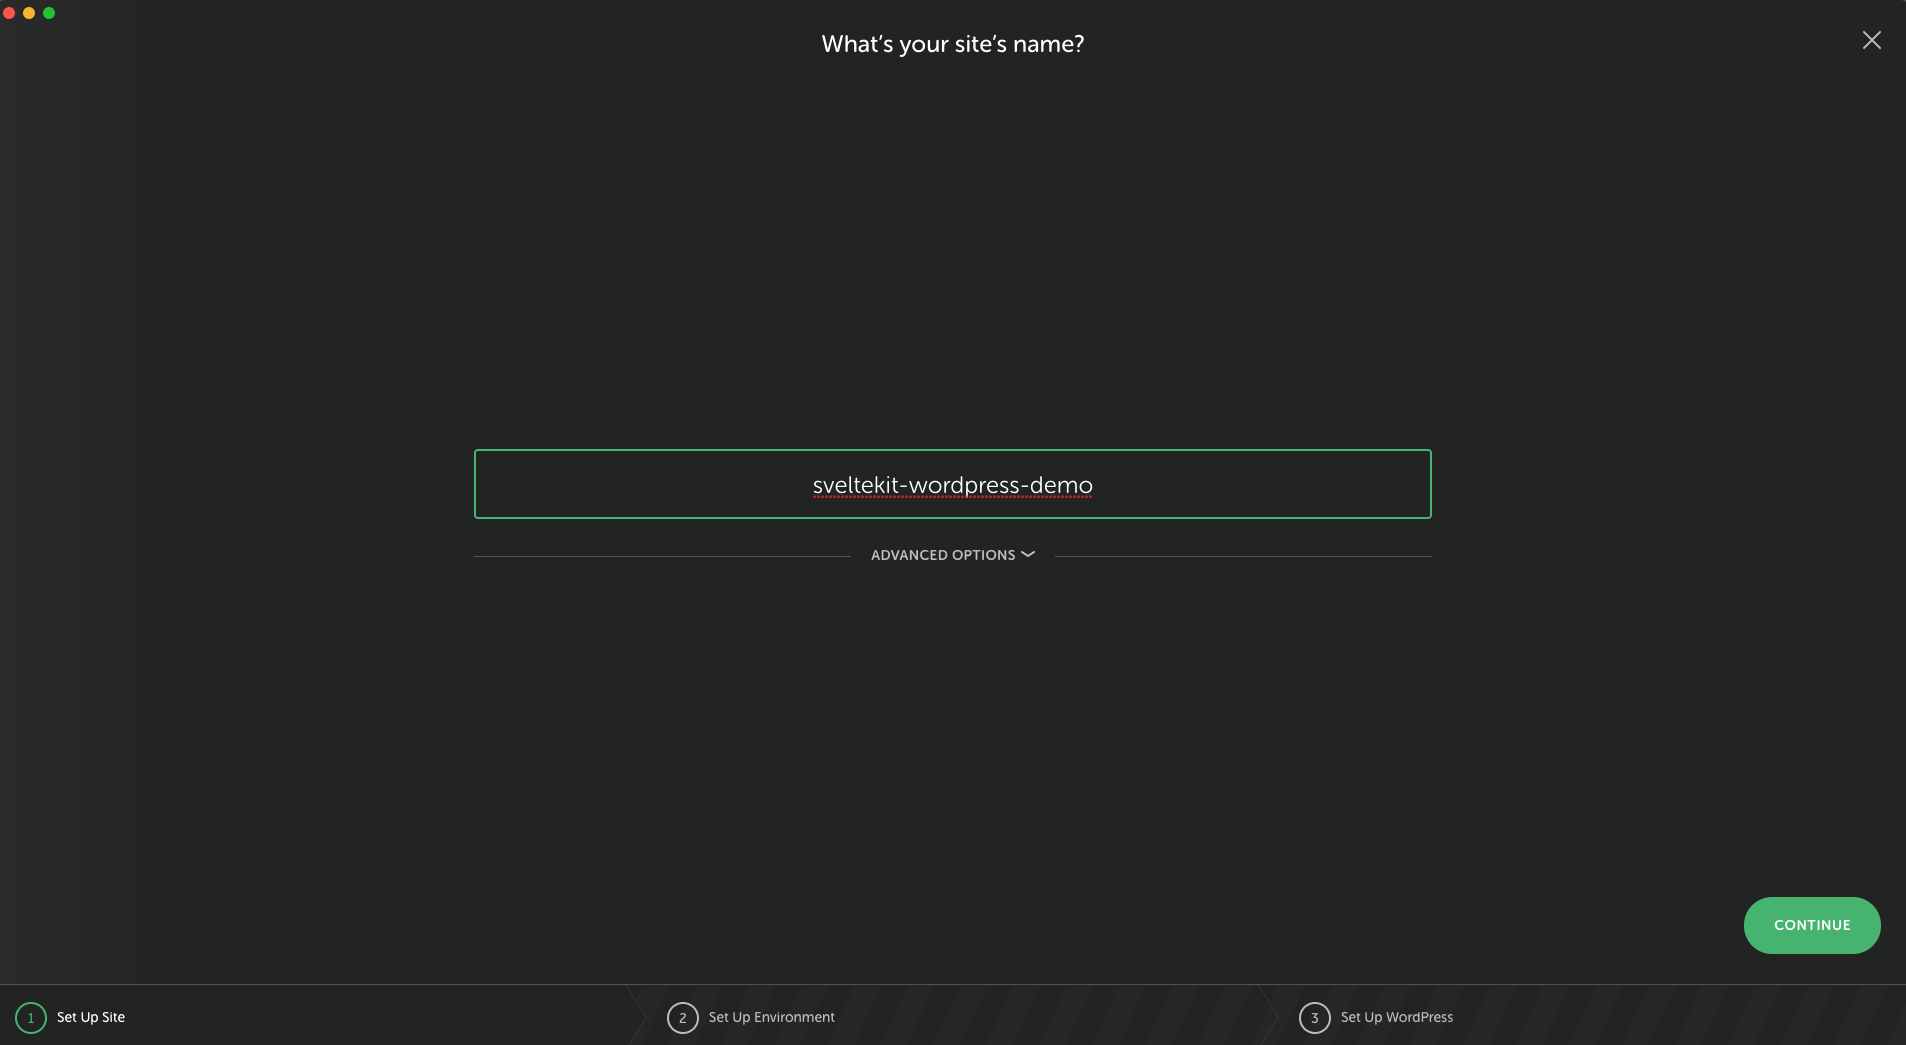 What’s your site’s name?
sveltekit-wordpress-demo
ADVANCED OPTIONS
CONTINUE
1 Set Up Site
2 Set Up Environment
3 Set Up WordPress